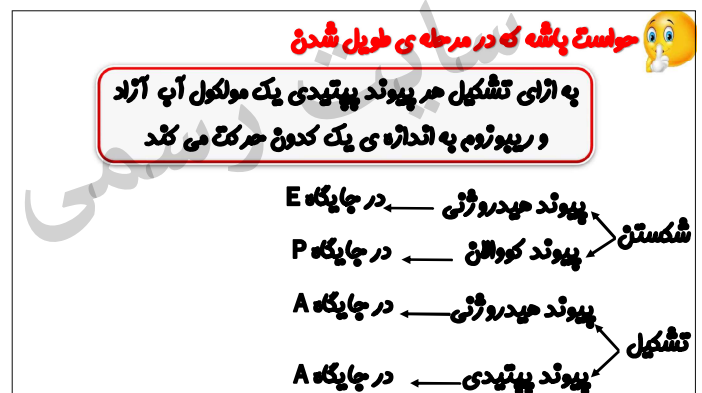 حواست باشه که در مرحله ی طویل شدن
به ازای تشکیل هر پیوند پپتیدی یک مولکول آب آزاد
و ریبوزوم به اندازه ی یک کدون حرکت می کند
شکستن
پیوند هیدروژنی ← در جایگاه E
پیوند کووالان ← در جایگاه P
تشکیل
پیوند هیدروژنی ← در جایگاه A
پیوند پپتیدی ← در جایگاه A
سایت رسمی